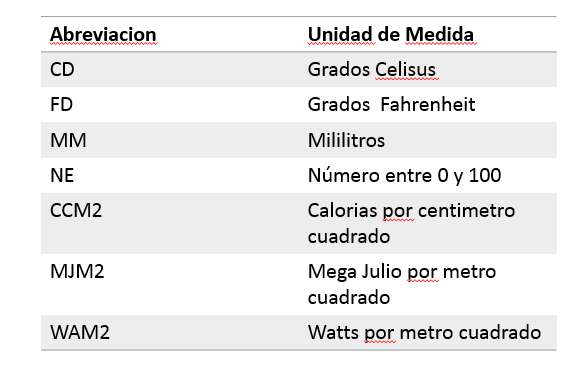 Abreviacion Unidad de Medida
CD Grados Celisus
FD Grados Fahrenheit
MM Mililitros
NE Número entre 0 y 100
CCM2 Calorias por centimetro
cuadrado
MJM2 Mega Julio por metro
cuadrado
WAM2 Watts por metro cuadrado